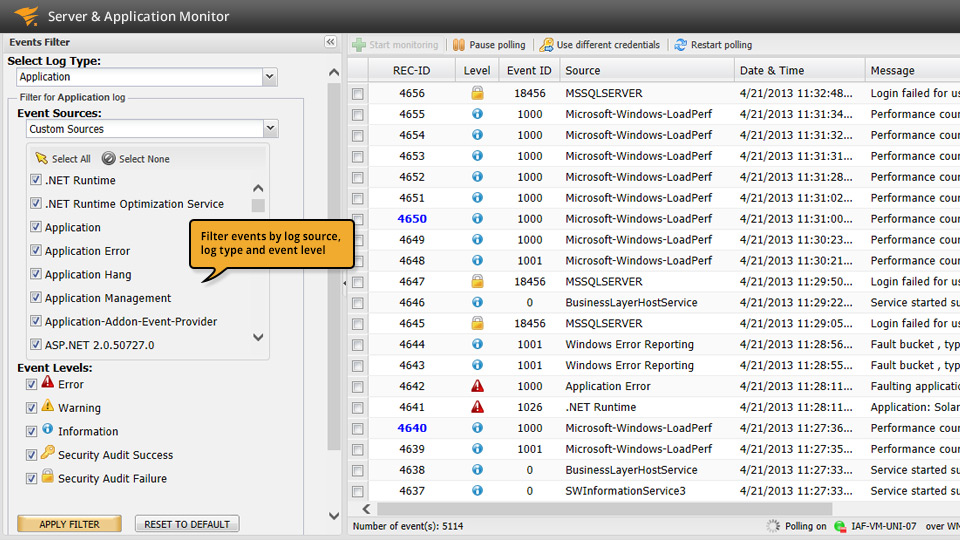 Server & Application Monitor
Events Filter
Select Log Type:
Application
Filter for Application log
Event Sources:
Custom Sources
Select All Select None
.NET Runtime
.NET Runtime Optimization Service
Application
Application Error
Application Hang
Application Management
Application-Addon-Event-Provider
ASP.NET 2.0.50727.0
Filter events by log source,
log type and event level
Event Levels:
Error
Warning
Information
Security Audit Success
Security Audit Failure
APPLY FILTER RESET TO DEFAULT
Start monitoring Pause polling Use different credentials Restart polling
REC-ID Level Event ID Source Date & Time Message
4656 18456 MSSQLSERVER 4/21/2013 11:32:48... Login failed for us
4655 1000 Microsoft-Windows-LoadPerf 4/21/2013 11:31:34... Performance cour
4654 1000 Microsoft-Windows-LoadPerf 4/21/2013 11:31:32... Performance cour
4653 1000 Microsoft-Windows-LoadPerf 4/21/2013 11:31:31... Performance cour
4652 1000 Microsoft-Windows-LoadPerf 4/21/2013 11:31:28... Performance cour
4651 1000 Microsoft-Windows-LoadPerf 4/21/2013 11:31:02... Performance cour
4650 1000 Microsoft-Windows-LoadPerf 4/21/2013 11:31:00... Performance cour
4649 1000 Microsoft-Windows-LoadPerf 4/21/2013 11:30:23... Performance cour
4648 1001 Microsoft-Windows-LoadPerf 4/21/2013 11:30:21... Performance cour
4647 18456 MSSQLSERVER 4/21/2013 11:29:50... Login failed for us
4646 0 BusinessLayerHostService 4/21/2013 11:29:22... Service started su
4645 18456 MSSQLSERVER 4/21/2013 11:29:05... Login failed for us
4644 1001 Windows Error Reporting 4/21/2013 11:28:56... Fault bucket , typ
4643 1001 Windows Error Reporting 4/21/2013 11:28:55... Fault bucket , typ
4642 1000 Application Error 4/21/2013 11:28:11... Faulting applicatio
4641 1026 .NET Runtime 4/21/2013 11:28:11... Application: Solar
4640 1000 Microsoft-Windows-LoadPerf 4/21/2013 11:27:36... Performance cour
4639 1001 Microsoft-Windows-LoadPerf 4/21/2013 11:27:35... Performance cour
4638 0 BusinessLayerHostService 4/21/2013 11:27:33... Service started su
4637 0 SWInformationService3 4/21/2013 11:27:33... Service started su
Number of event(s): 5114 Polling on IAF-VM-UNI-07 over WM